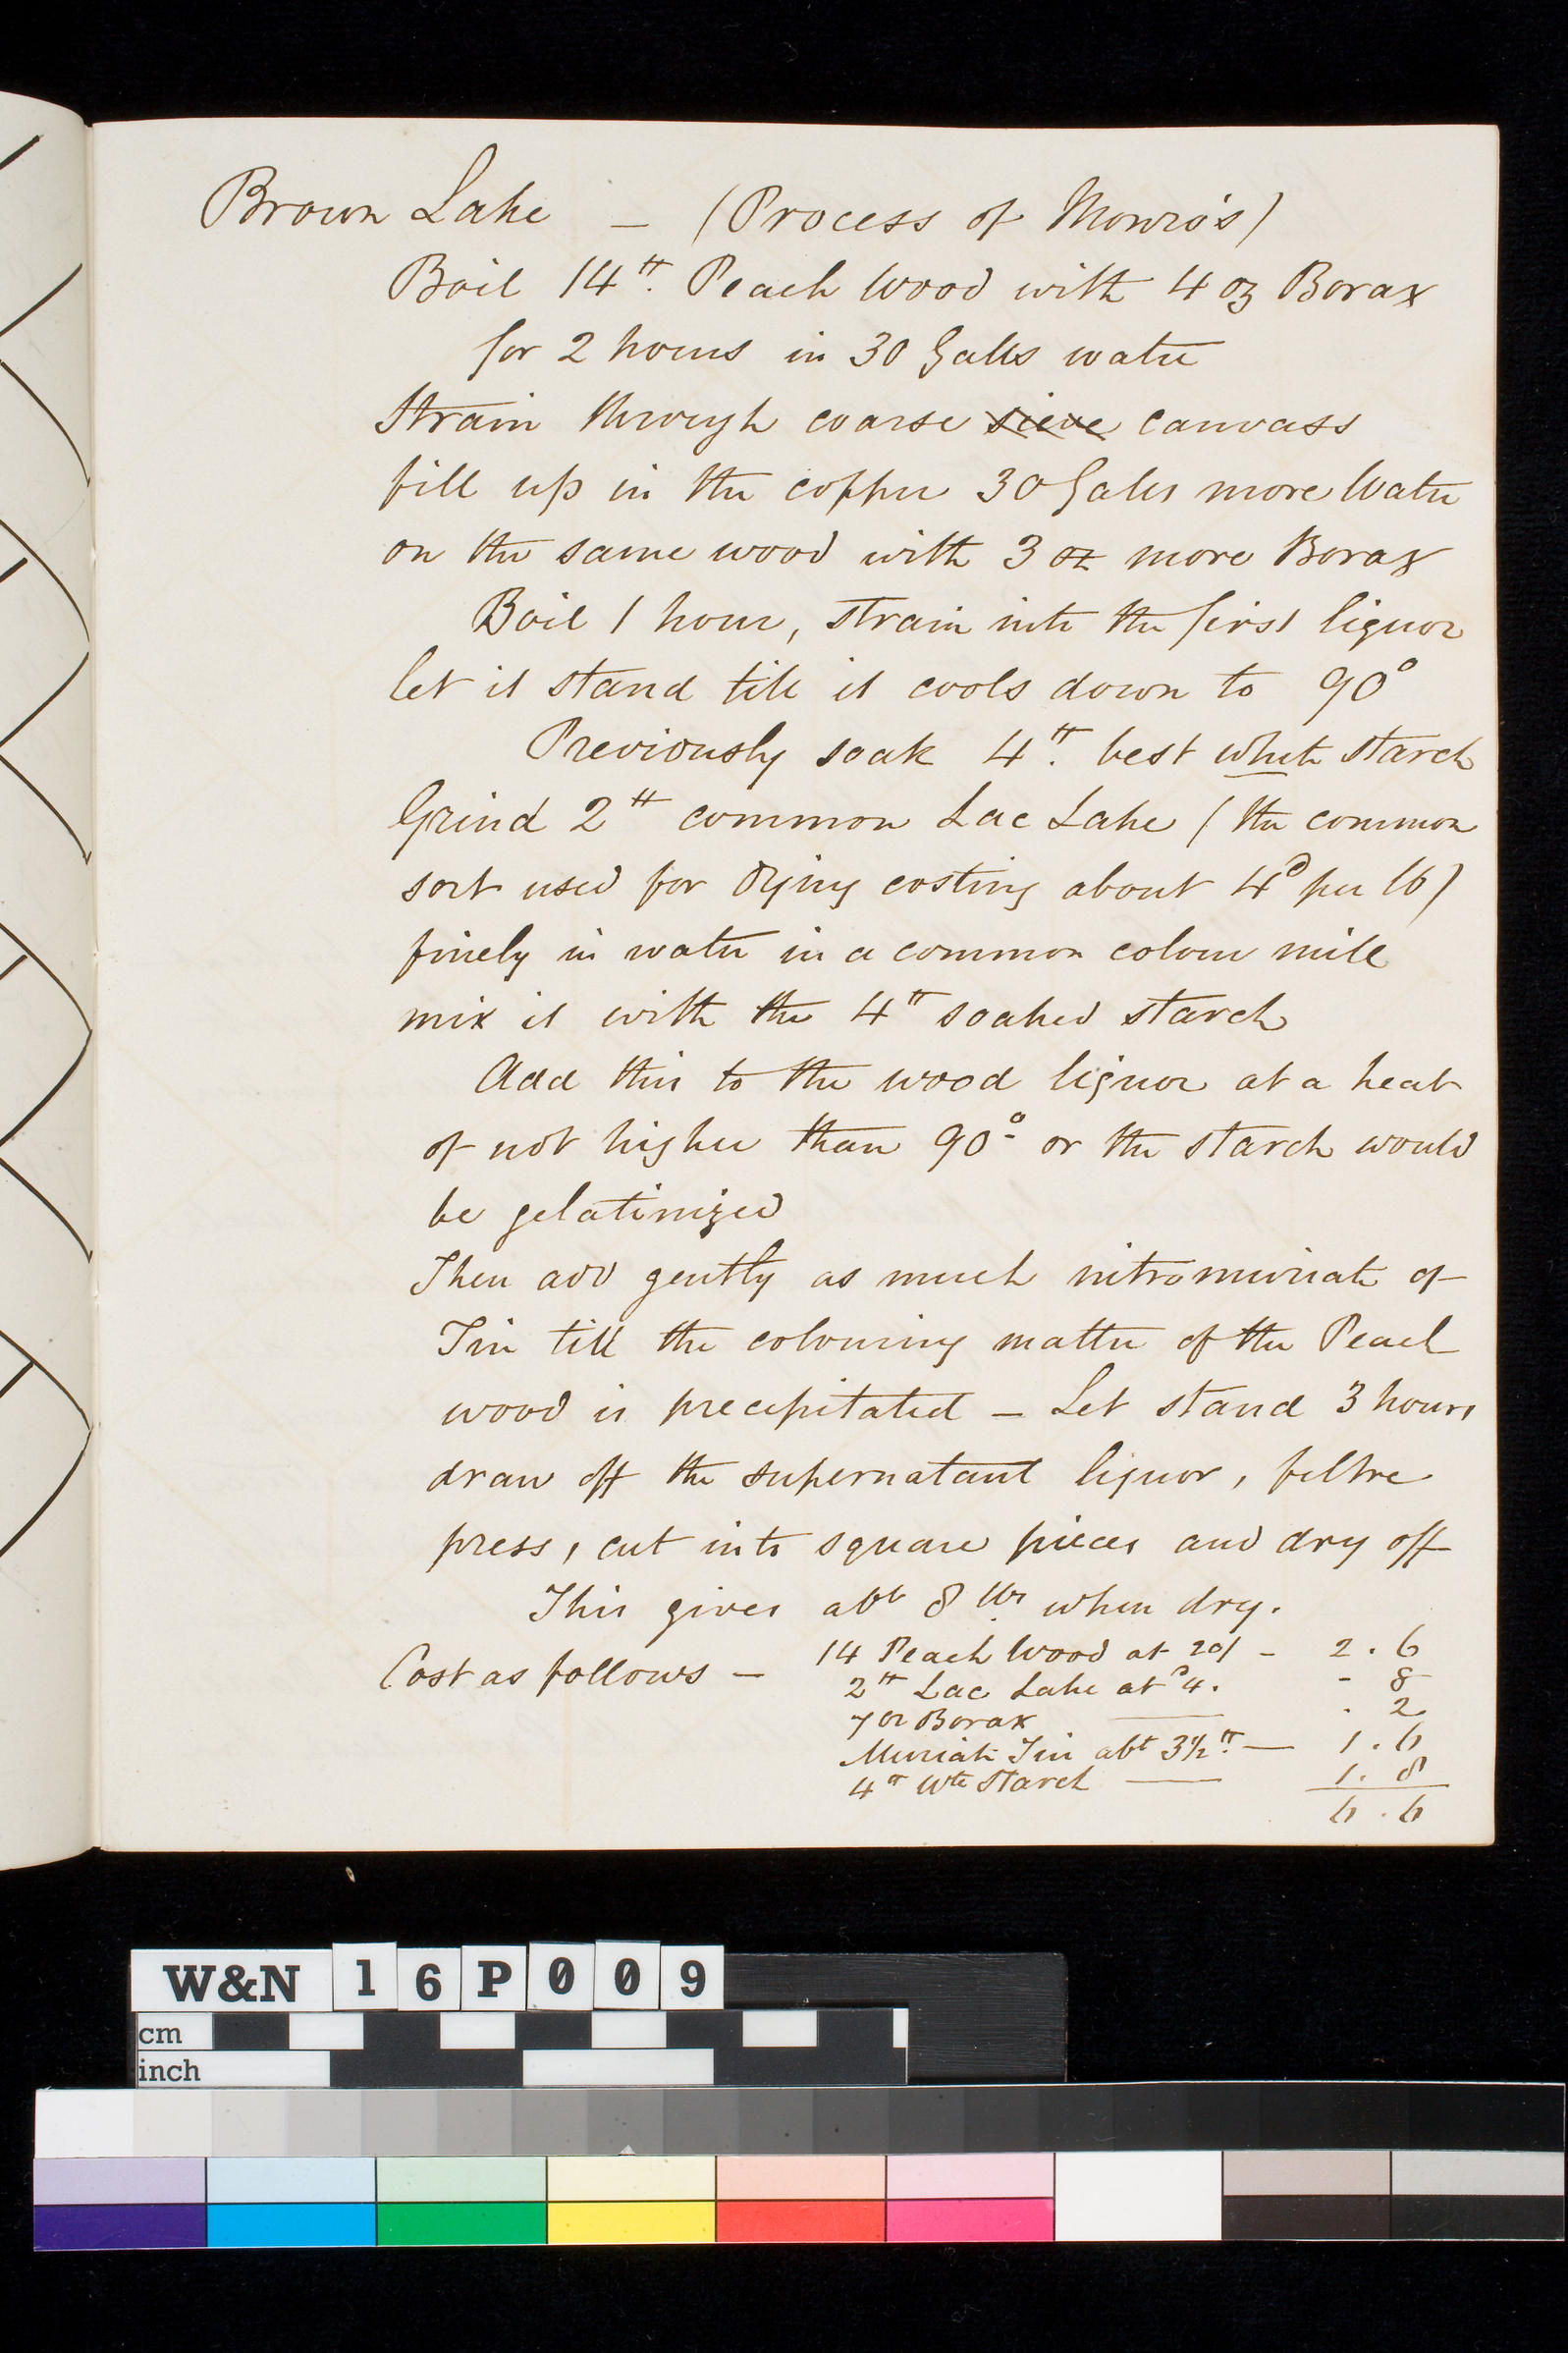 Brown Lake — (Process of Monro's)
Boil 14 ℔. Peach Wood with 4 oz Borax
for 2 hours in 30 Galls water
Strain through coarse sieve canvass
fill up in the copper 30 Galls more Water
on the same wood with 3 oz more Borax
Boil 1 hour, strain into the first liquor
let it stand till it cools down to 90°
Previously soak 4 ℔. best white starch
Grind 2 ℔ common Lac Lake (the common
sort used for Dying costing about 4d per lb)
finely in water in a common colour mill
mix it with the 4 ℔ soaked starch
Add this to the wood liquor at a heat
of not higher than 90° or the starch would
be gelatinized
Then add gently as much nitromuriate of
Tin till the colouring matter of the Peach
wood is precipitated — Let stand 3 hours
draw off the supernatant liquor, filtre
press, cut into square pieces and dry off
This gives abt 8 lbs when dry.
Cost as follows — 14 Peach Wood at 20/ - 2 . 6
2 ℔ Lac Lake at d4. - 8
7 oz Borax — . 2
Muriate Tin abt 3½ ℔. — 1 . 6
4 ℔ Wte Starch — 1 . 8
6 . 6
W&N 16P009
cm
inch